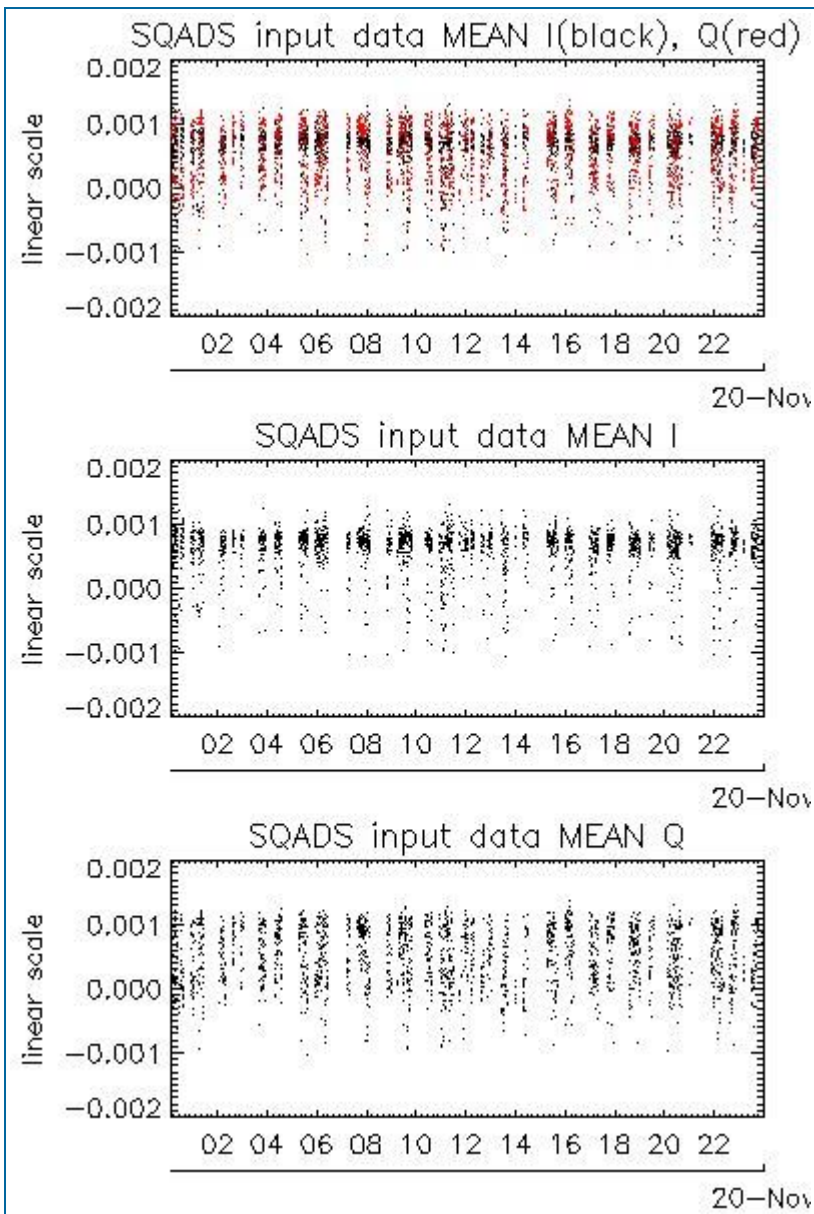 SQADS input data MEAN I(black), Q(red)
0.002
0.001
0.000
-0.001
-0.002
linear scale
02 04 06 08 10 12 14 16 18 20 22
20-Nov
SQADS input data MEAN I
0.002
0.001
0.000
-0.001
-0.002
linear scale
02 04 06 08 10 12 14 16 18 20 22
20-Nov
SQADS input data MEAN Q
0.002
0.001
0.000
-0.001
-0.002
linear scale
02 04 06 08 10 12 14 16 18 20 22
20-Nov